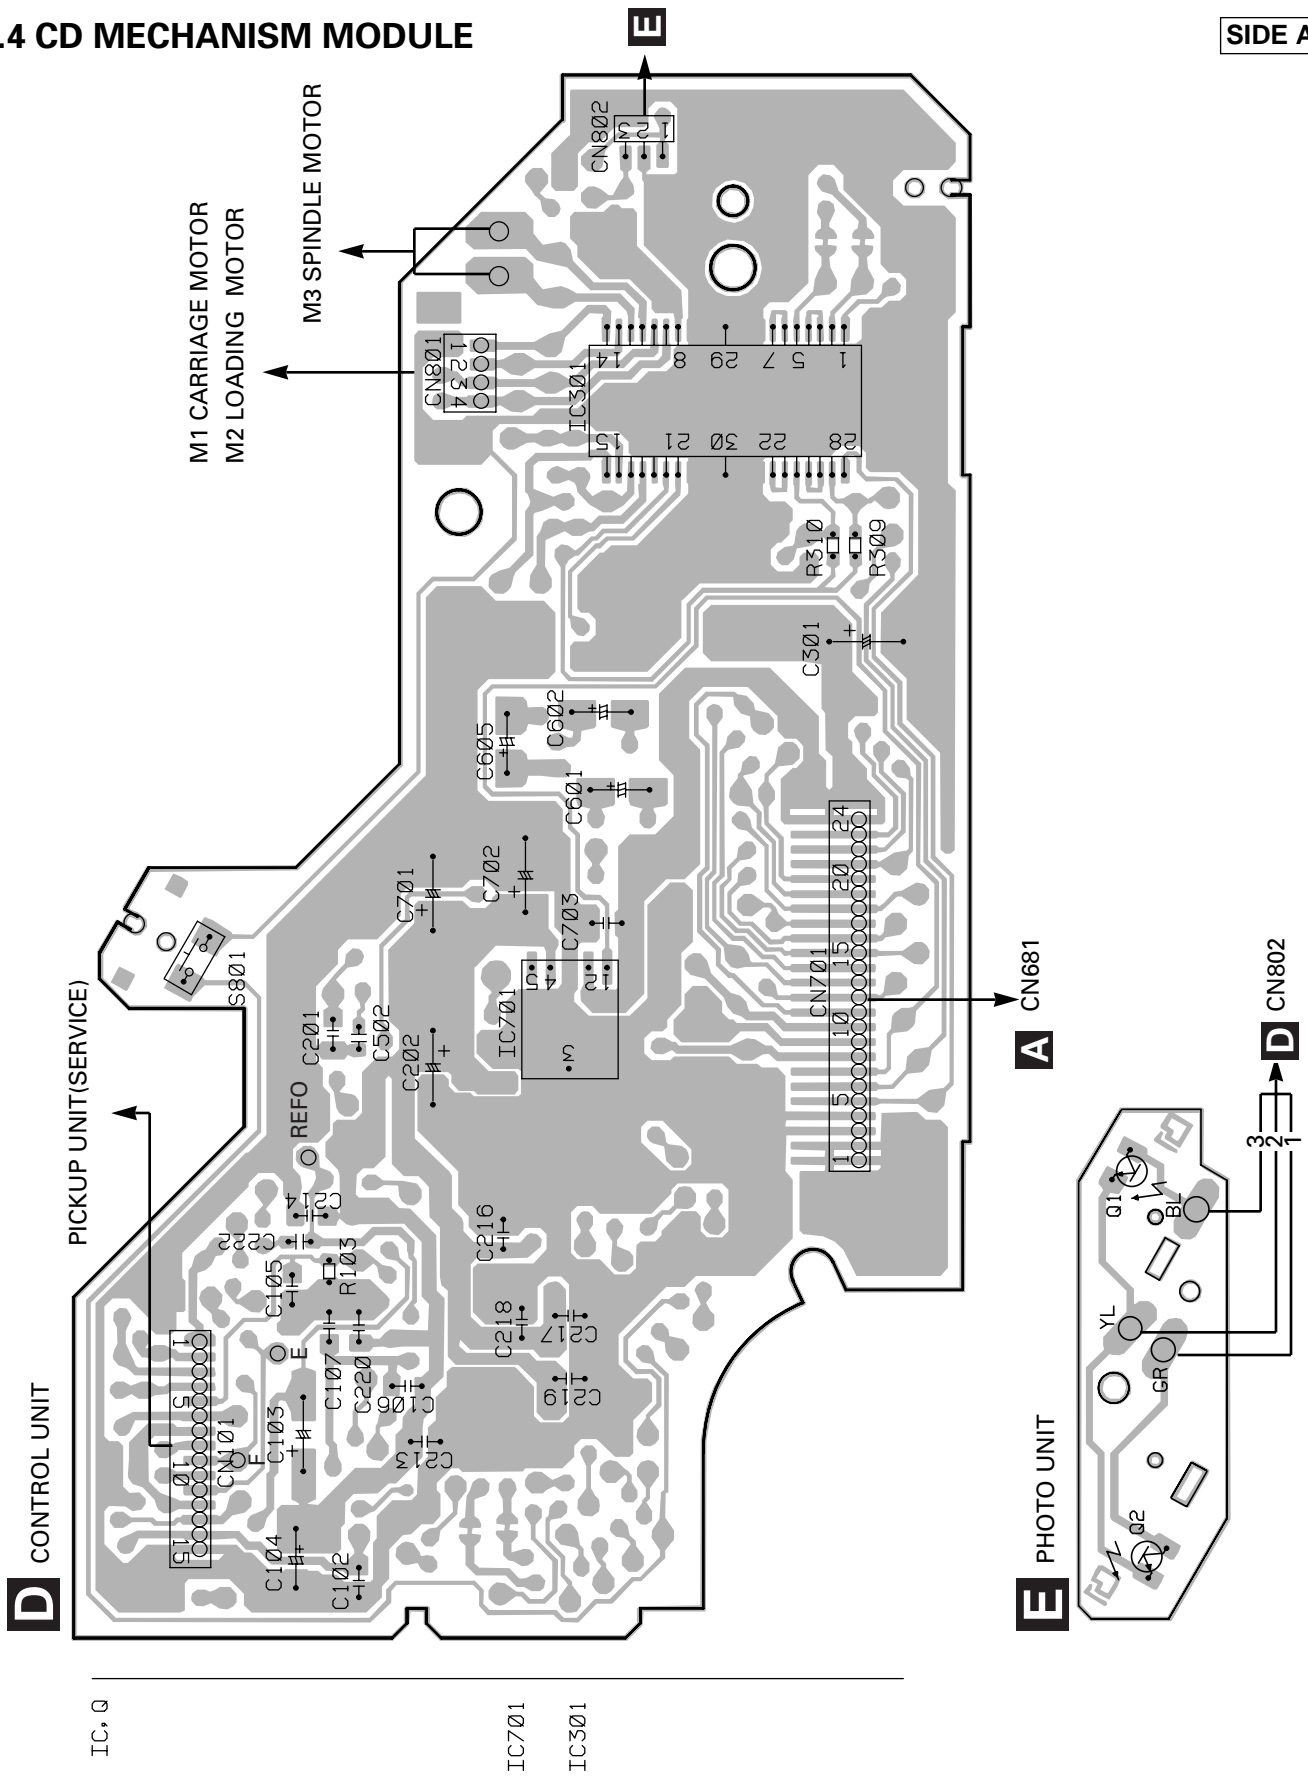 .4 CD MECHANISM MODULE
SIDE A
E
M1 CARRIAGE MOTOR
M2 LOADING MOTOR
M3 SPINDLE MOTOR
CN802
3 2 1
CN801
1 2 3 4
IC301
14 8 29 7 5 1
15 21 30 22 28
R310
R309
C301
C605
C602
C601
C701
C702
C703
S801
PICKUP UNIT(SERVICE)
C201
C502
C202
IC701
5 4 2 1
3
CN701
24 20 15 10 5 1
A CN681
REFO
C214
C222
C105
R103
C216
C218
C217
C219
C107
C220
C106
C213
E
F
1 5 10 15
CN101
C103
C104
C102
D CONTROL UNIT
E PHOTO UNIT
Q1
BL
YL
GR
Q2
3
2
1
D CN802
IC, Q
IC701
IC301